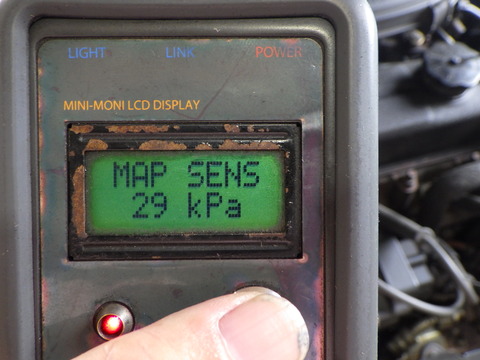 LIGHT LINK POWER
MINI-MONI LCD DISPLAY
MAP SENS
29 kPa